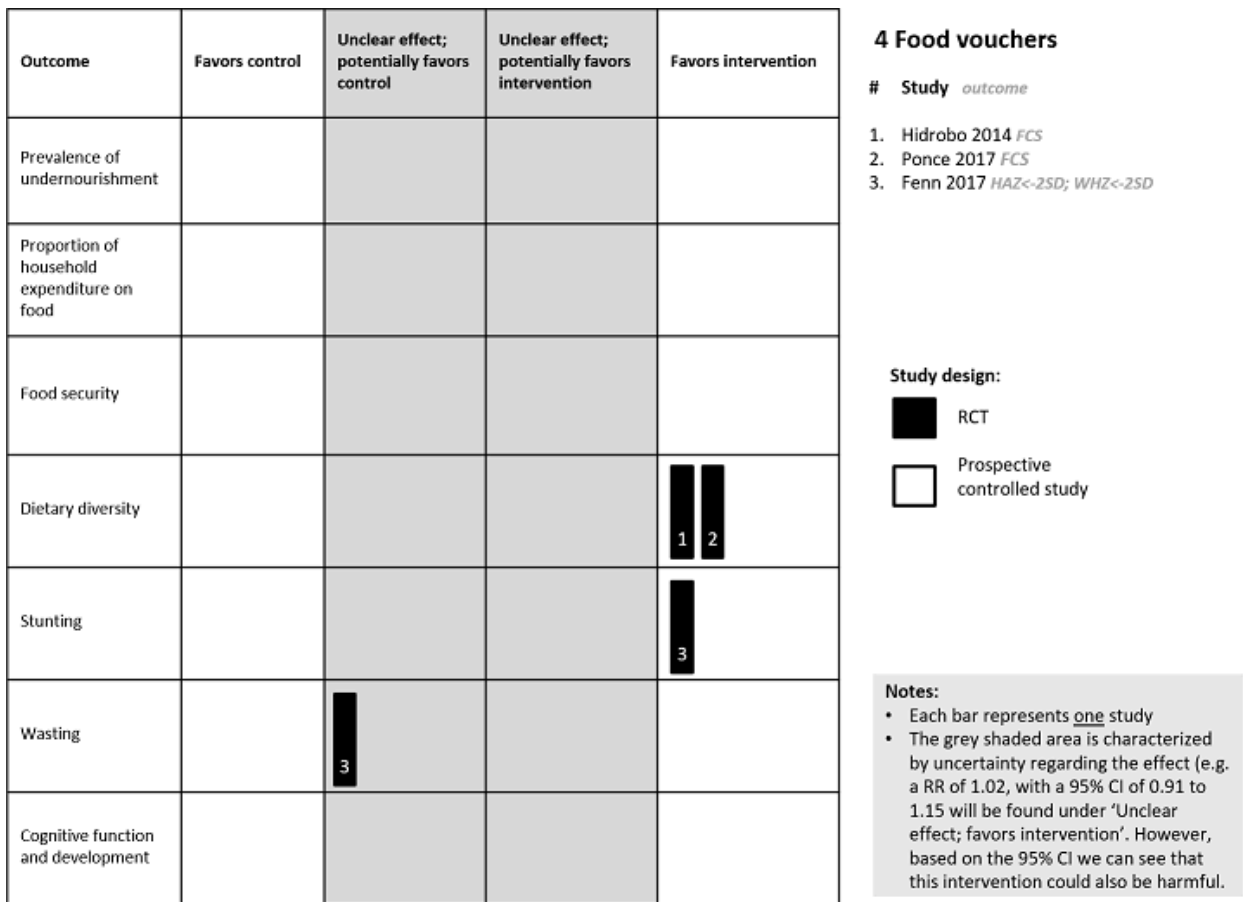 Outcome
Favors control
Unclear effect;
potentially favors
control
Unclear effect;
potentially favors
intervention
Favors intervention
Prevalence of
undernourishment
Proportion of
household
expenditure on
food
Food security
Dietary diversity
1 2
Stunting
3
Wasting
3
Cognitive function
and development
4 Food vouchers
# Study outcome
1. Hidrobo 2014 FCS
2. Ponce 2017 FCS
3. Fenn 2017 HAZ<-2SD; WHZ<-2SD
Study design:
RCT
Prospective
controlled study
Notes:
• Each bar represents one study
• The grey shaded area is characterized
by uncertainty regarding the effect (e.g.
a RR of 1.02, with a 95% CI of 0.91 to
1.15 will be found under ‘Unclear
effect; favors intervention’. However,
based on the 95% CI we can see that
this intervention could also be harmful.